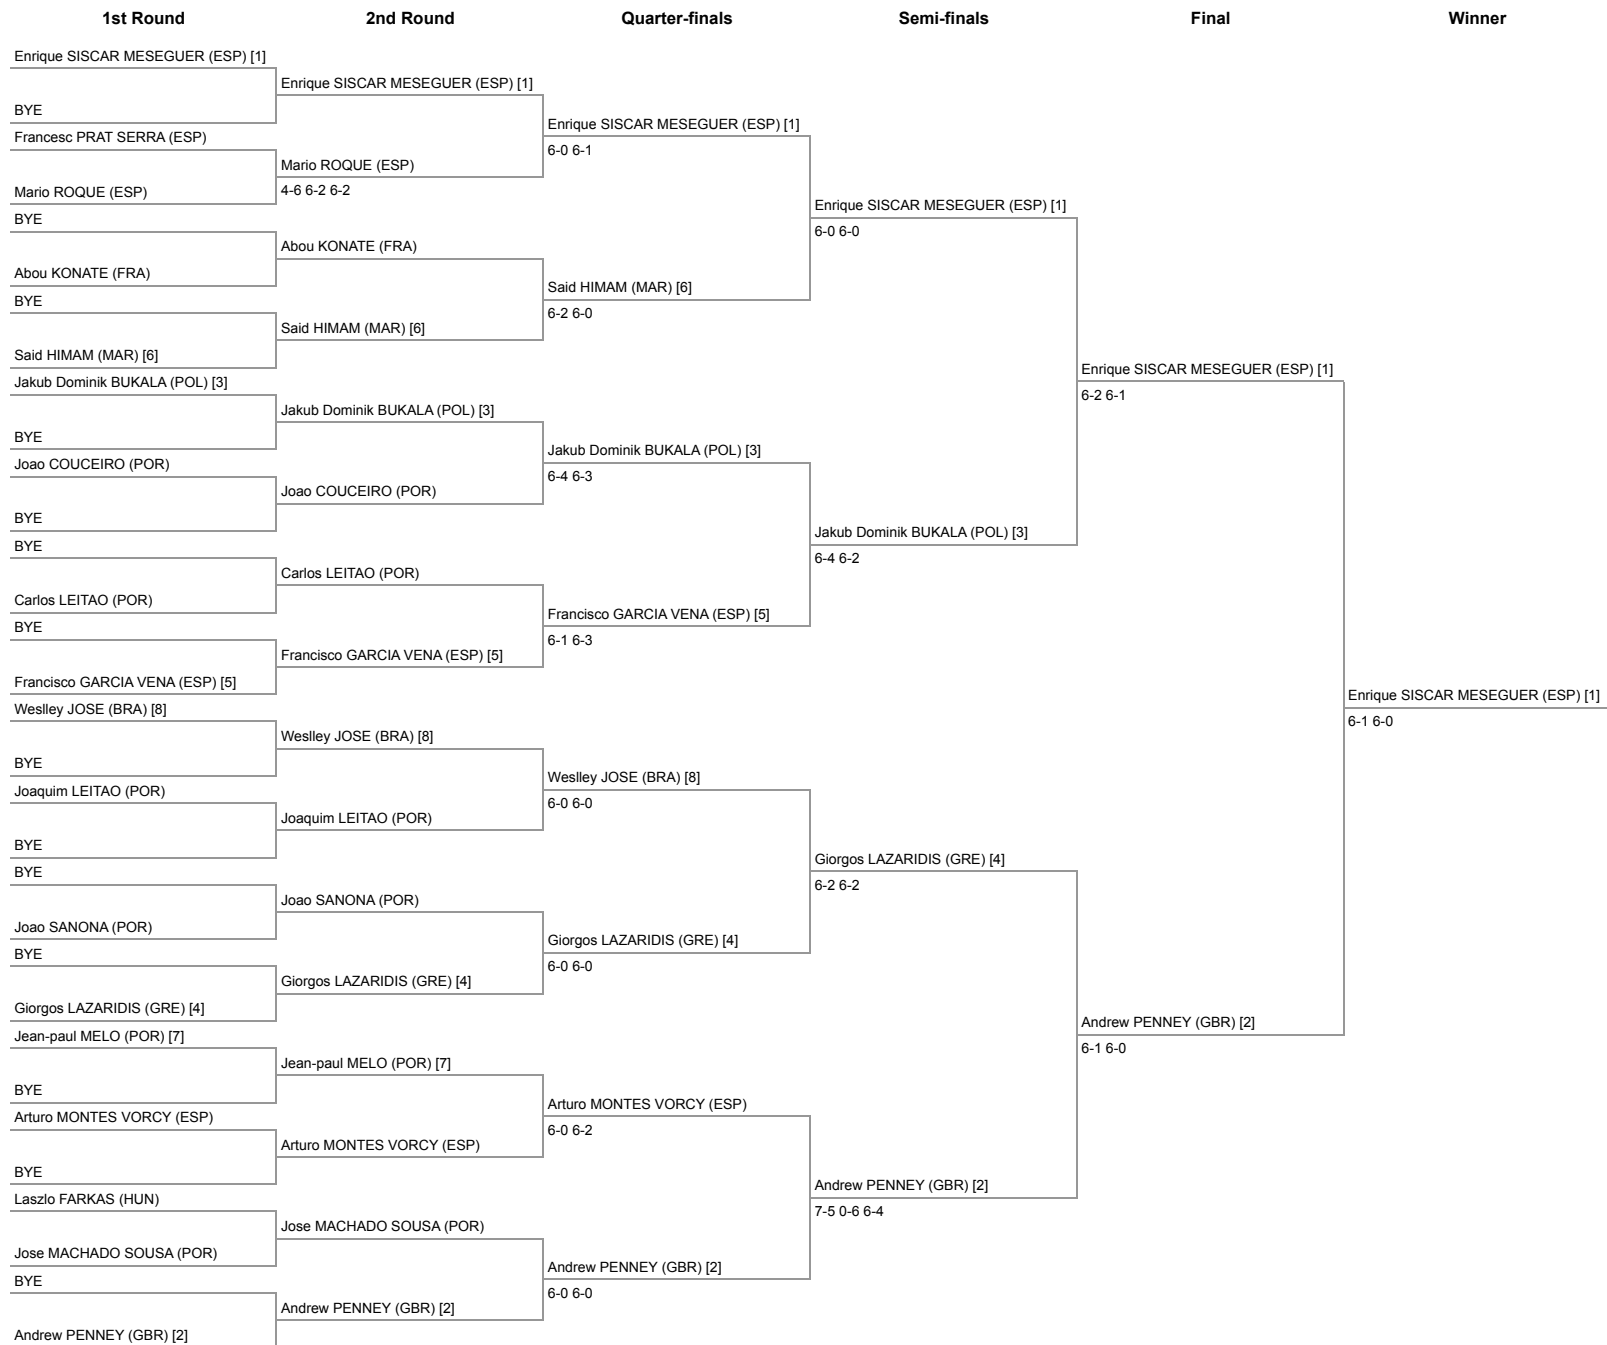 1st Round
2nd Round
Quarter-finals
Semi-finals
Final
Winner
Enrique SISCAR MESEGUER (ESP) [1]
BYE
Francesc PRAT SERRA (ESP)
Mario ROQUE (ESP)
BYE
Abou KONATE (FRA)
BYE
Said HIMAM (MAR) [6]
Jakub Dominik BUKALA (POL) [3]
BYE
Joao COUCEIRO (POR)
BYE
BYE
Carlos LEITAO (POR)
BYE
Francisco GARCIA VENA (ESP) [5]
Weslley JOSE (BRA) [8]
BYE
Joaquim LEITAO (POR)
BYE
BYE
Joao SANONA (POR)
BYE
Giorgos LAZARIDIS (GRE) [4]
Jean-paul MELO (POR) [7]
BYE
Arturo MONTES VORCY (ESP)
BYE
Laszlo FARKAS (HUN)
Jose MACHADO SOUSA (POR)
BYE
Andrew PENNEY (GBR) [2]
Enrique SISCAR MESEGUER (ESP) [1]
Mario ROQUE (ESP)
4-6 6-2 6-2
Abou KONATE (FRA)
Said HIMAM (MAR) [6]
Jakub Dominik BUKALA (POL) [3]
Joao COUCEIRO (POR)
Carlos LEITAO (POR)
Francisco GARCIA VENA (ESP) [5]
Weslley JOSE (BRA) [8]
Joaquim LEITAO (POR)
Joao SANONA (POR)
Giorgos LAZARIDIS (GRE) [4]
Jean-paul MELO (POR) [7]
Arturo MONTES VORCY (ESP)
Jose MACHADO SOUSA (POR)
Andrew PENNEY (GBR) [2]
Enrique SISCAR MESEGUER (ESP) [1]
6-0 6-1
Said HIMAM (MAR) [6]
6-2 6-0
Jakub Dominik BUKALA (POL) [3]
6-4 6-3
Francisco GARCIA VENA (ESP) [5]
6-1 6-3
Weslley JOSE (BRA) [8]
6-0 6-0
Giorgos LAZARIDIS (GRE) [4]
6-0 6-0
Arturo MONTES VORCY (ESP)
6-0 6-2
Andrew PENNEY (GBR) [2]
6-0 6-0
Enrique SISCAR MESEGUER (ESP) [1]
6-0 6-0
Jakub Dominik BUKALA (POL) [3]
6-4 6-2
Giorgos LAZARIDIS (GRE) [4]
6-2 6-2
Andrew PENNEY (GBR) [2]
7-5 0-6 6-4
Enrique SISCAR MESEGUER (ESP) [1]
6-2 6-1
Andrew PENNEY (GBR) [2]
6-1 6-0
Enrique SISCAR MESEGUER (ESP) [1]
6-1 6-0